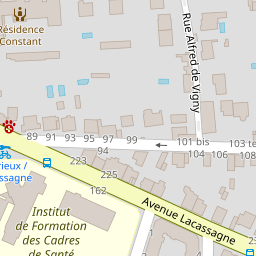 Résidence
Constant
Rue Alfred de Vigny
89
91
93
95
97
99
101 bis
103 te
94
104
106
108
rieux /
ssagne
223
225
162
Avenue Lacassagne
Institut
de Formation
des Cadres
de Santé